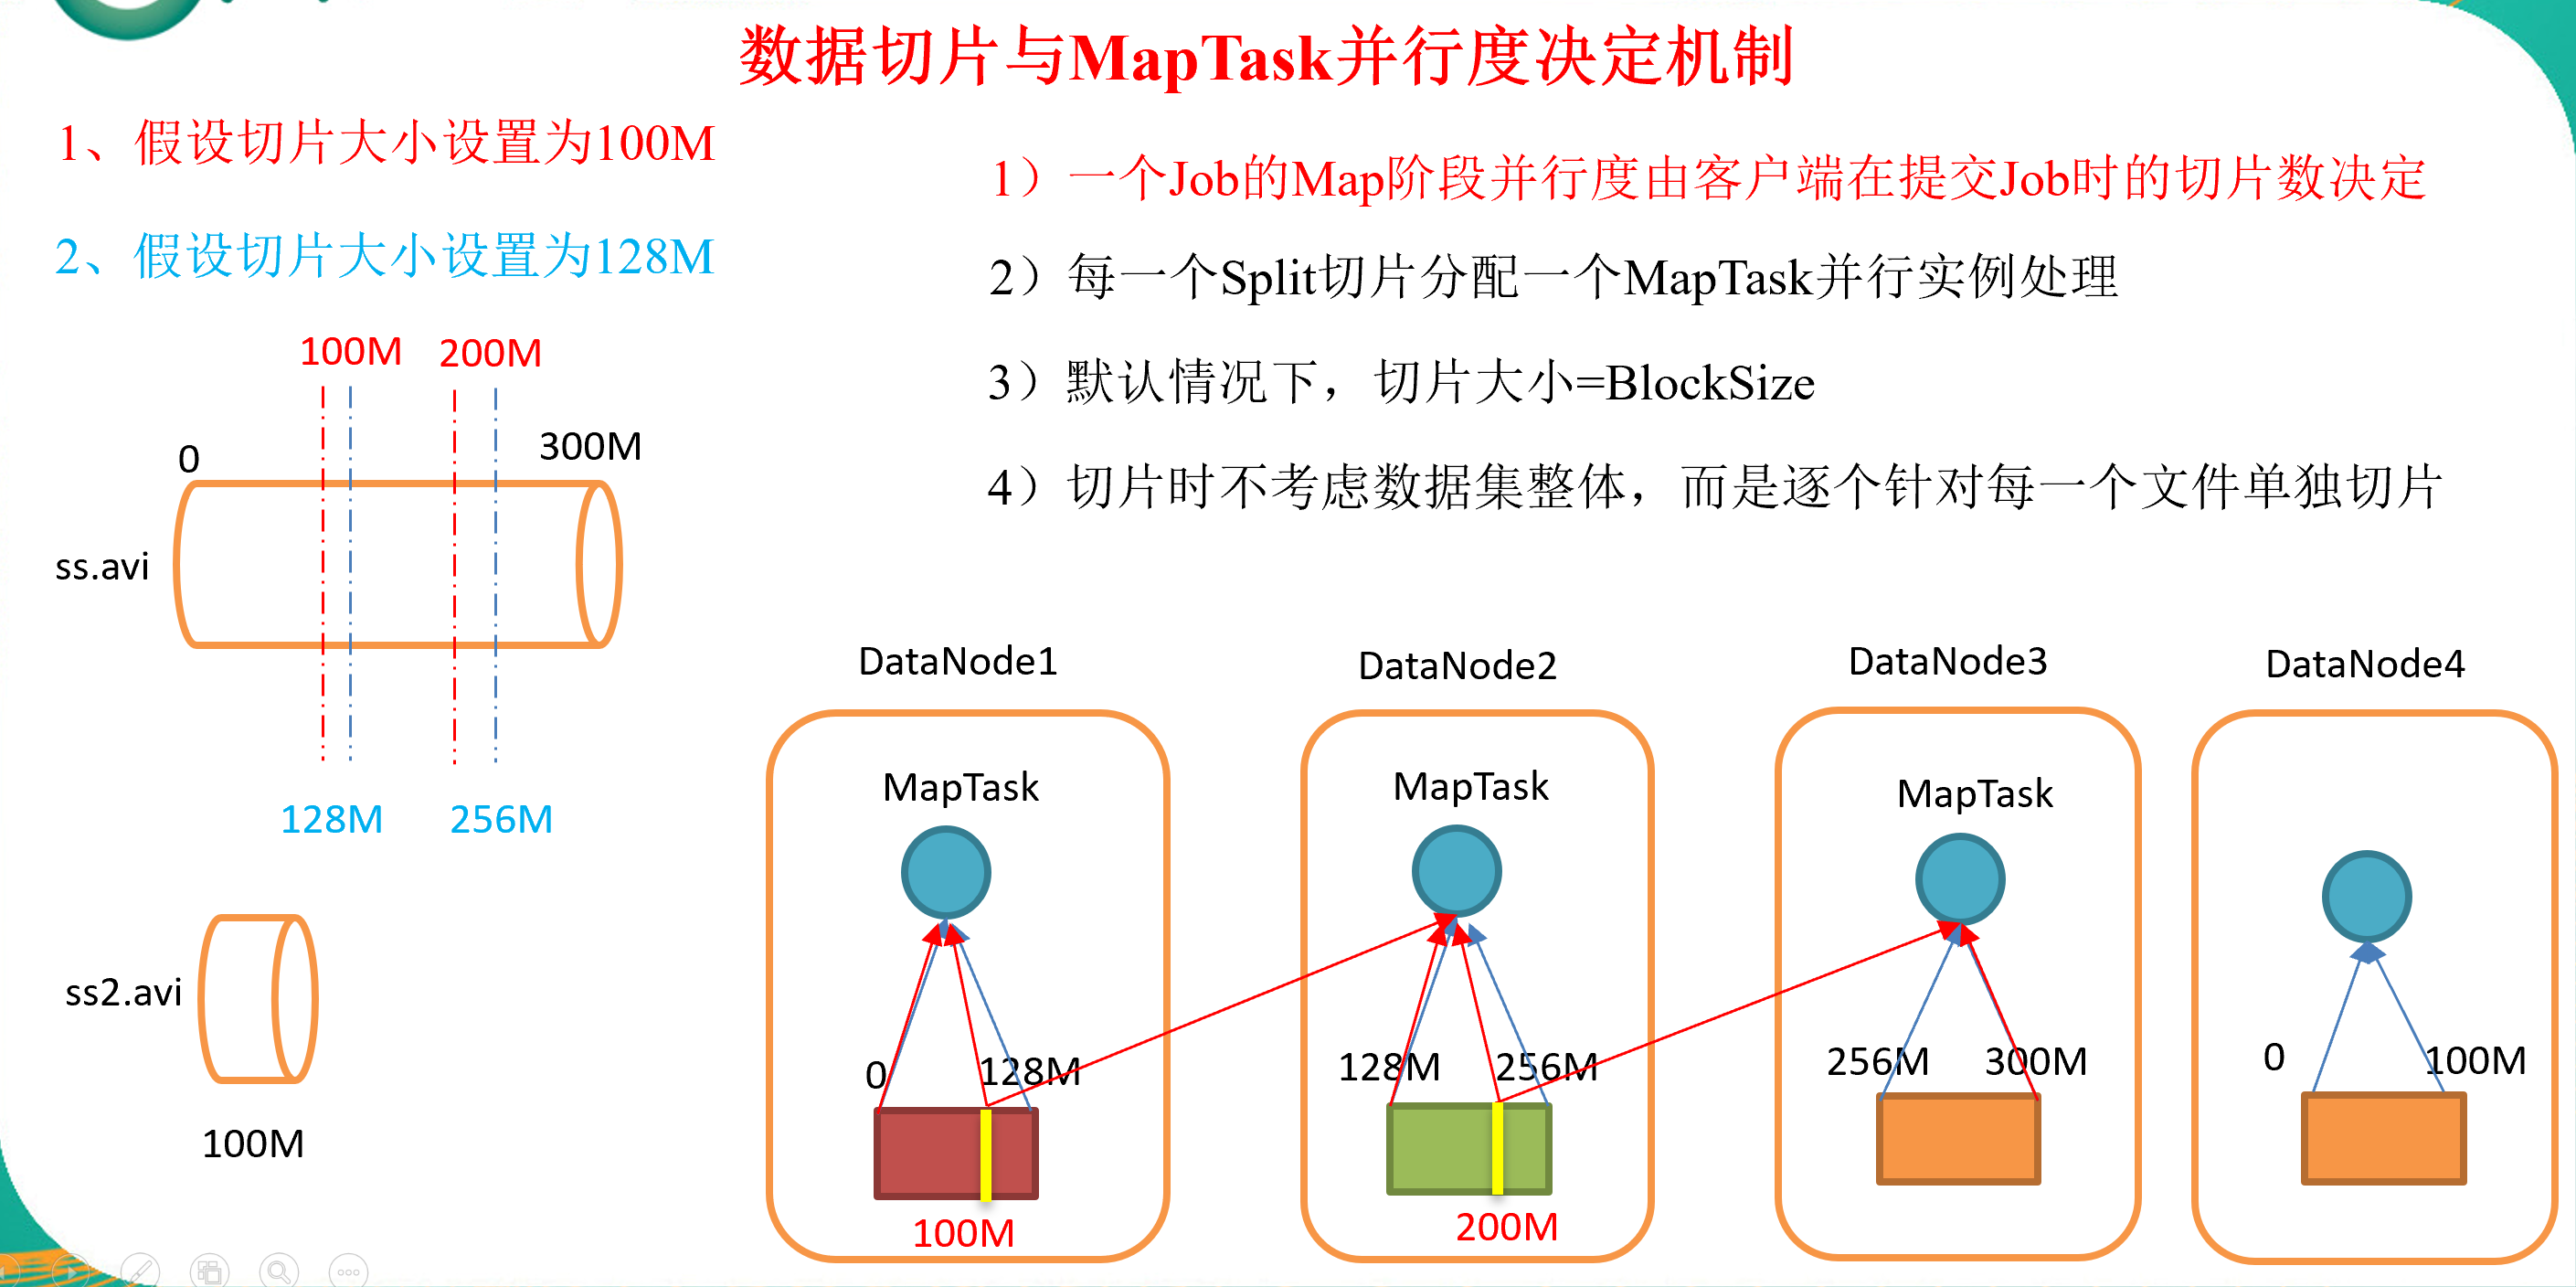 数据切片与MapTask并行度决定机制
1、假设切片大小设置为100M
2、假设切片大小设置为128M
1）一个Job的Map阶段并行度由客户端在提交Job时的切片数决定
2）每一个Split切片分配一个MapTask并行实例处理
3）默认情况下，切片大小=BlockSize
4）切片时不考虑数据集整体，而是逐个针对每一个文件单独切片
100M 200M
0 300M
ss.avi
128M 256M
ss2.avi
100M
DataNode1
MapTask
0 128M
100M
DataNode2
MapTask
128M 256M
200M
DataNode3
MapTask
256M 300M
DataNode4
0 100M